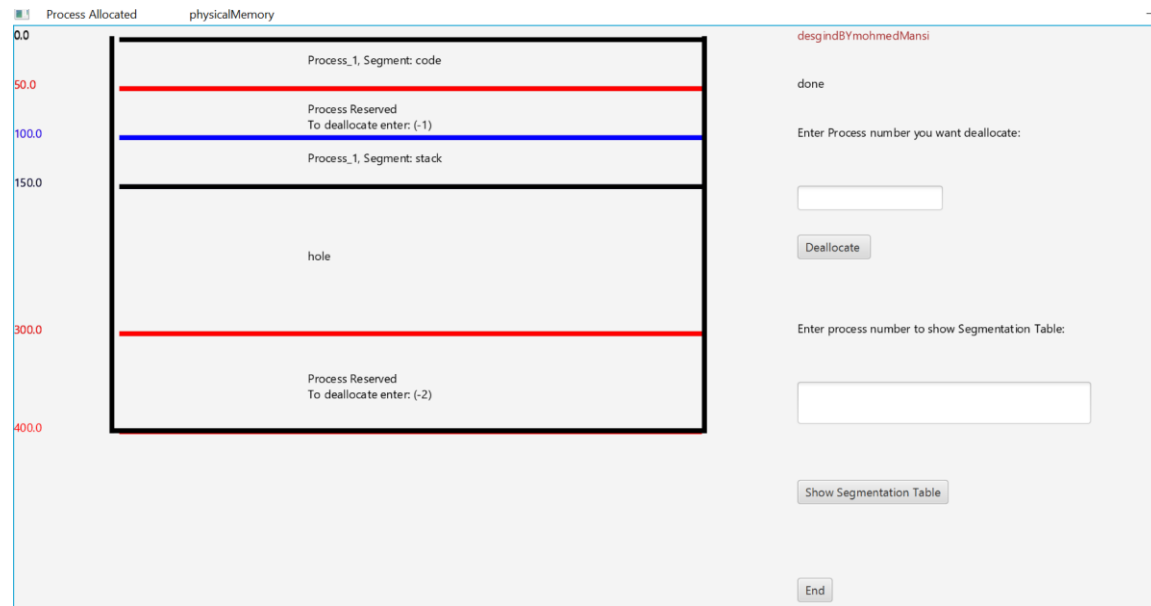 Process Allocated physicalMemory
0.0
desgindBYmohmedMansi
Process_1, Segment: code
50.0
done
Process Reserved
To deallocate enter: (-1)
100.0
Enter Process number you want deallocate:
Process_1, Segment: stack
150.0
Deallocate
hole
300.0
Enter process number to show Segmentation Table:
Process Reserved
To deallocate enter: (-2)
400.0
Show Segmentation Table
End